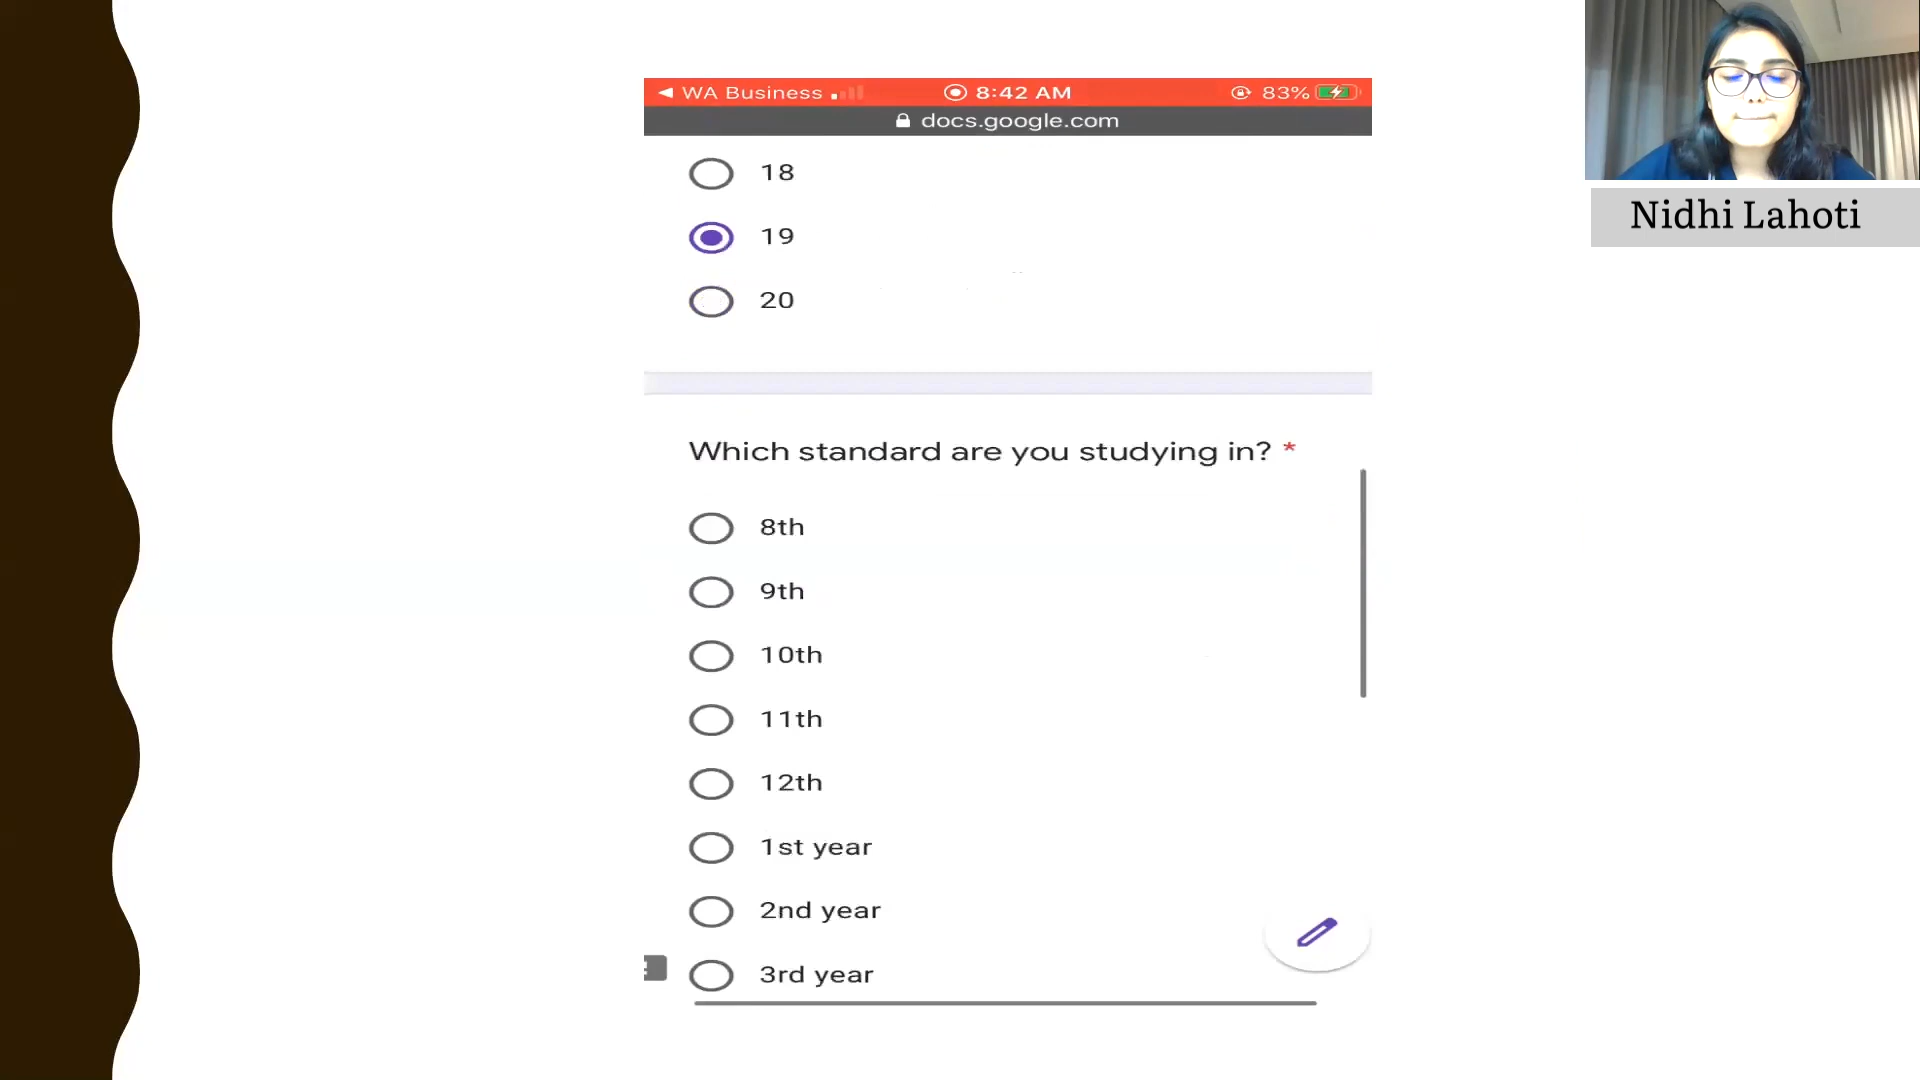 WA Business 8:42 AM 83%
docs.google.com
18
19
20
Which standard are you studying in? *
8th
9th
10th
11th
12th
1st year
2nd year
3rd year
Nidhi Lahoti